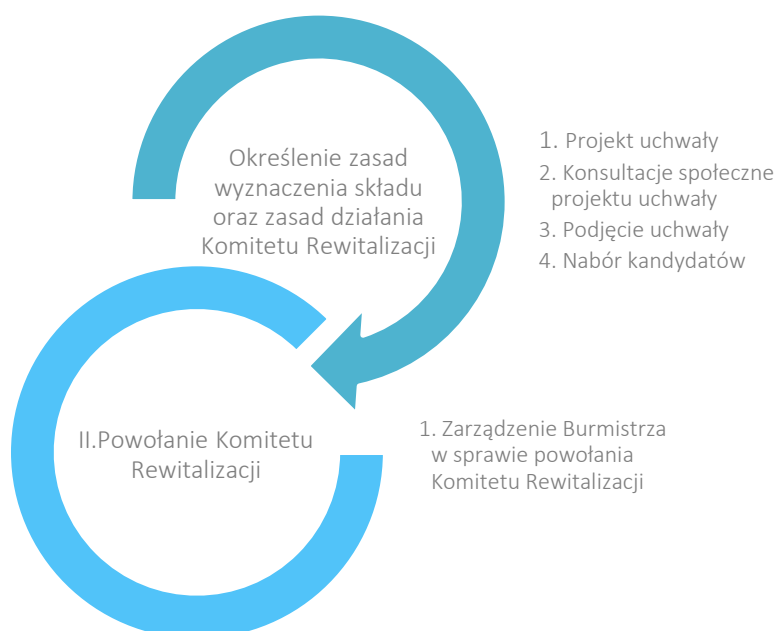 Określenie zasad
wyznaczenia składu
oraz zasad działania
Komitetu Rewitalizacji
1. Projekt uchwały
2. Konsultacje społeczne
projektu uchwały
3. Podjęcie uchwały
4. Nabór kandydatów
II.Powołanie Komitetu
Rewitalizacji
1. Zarządzenie Burmistrza
w sprawie powołania
Komitetu Rewitalizacji